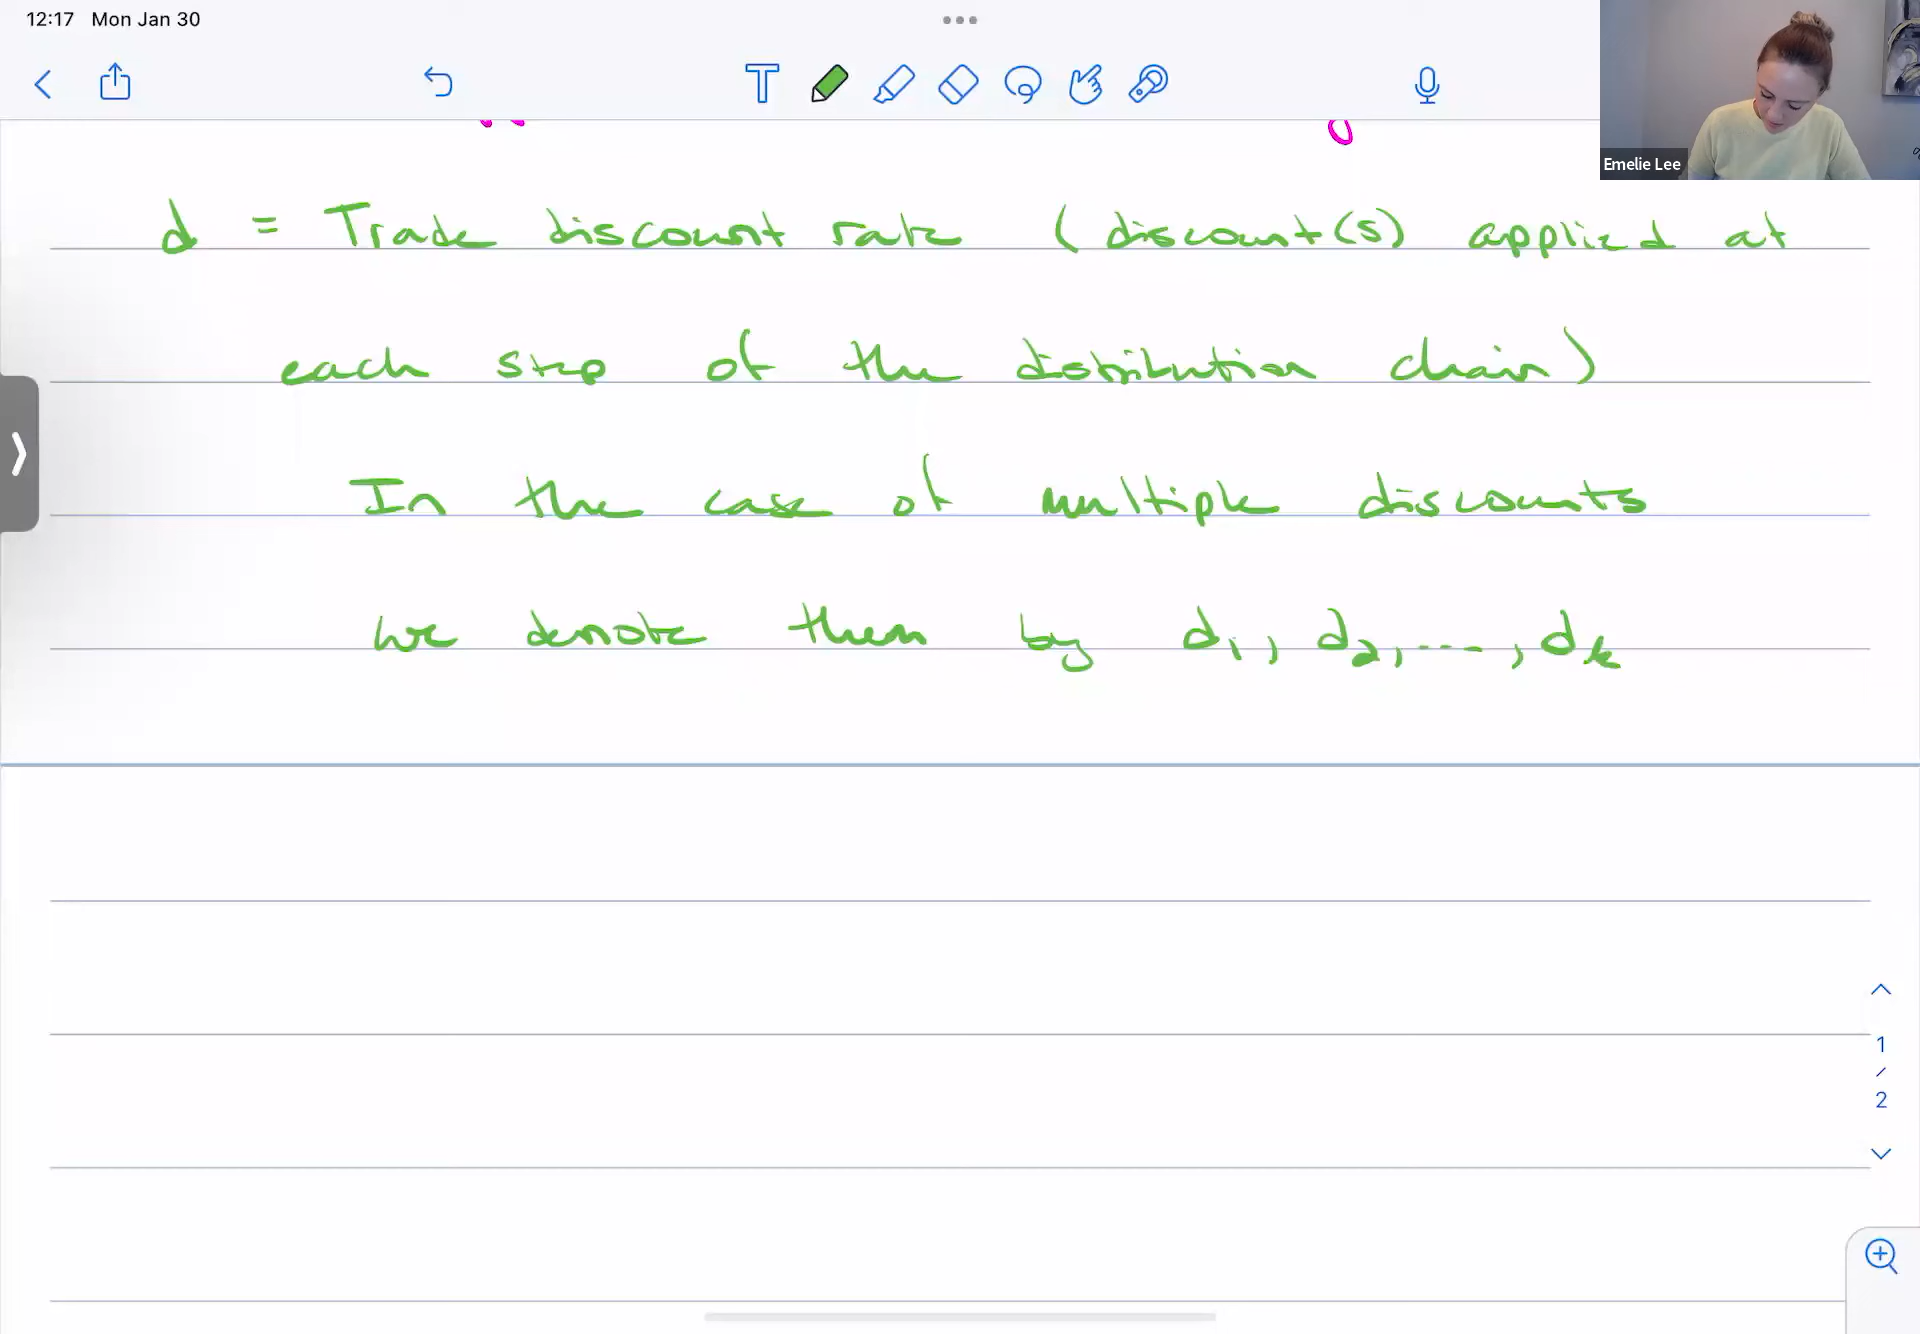 12:17 Mon Jan 30
Emelie Lee
d = Trade discount rate (discount(s) applied at
each step of the distribution chain)
In the case of multiple discounts
we denote them by d₁, d₂, ...., dₖ
1
/
2